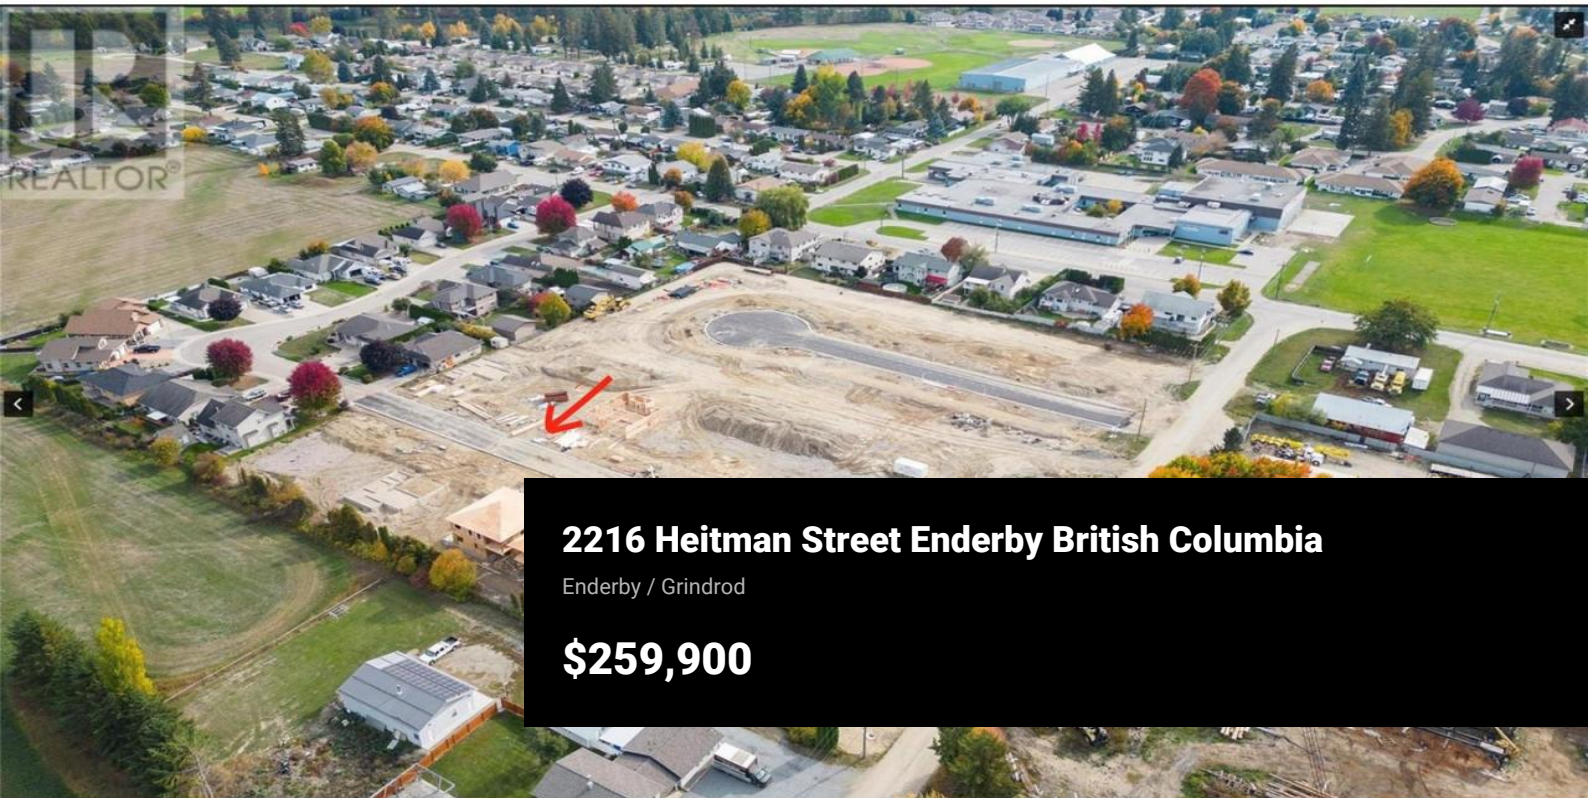 REALTOR®
2216 Heitman Street Enderby British Columbia
Enderby / Grindrod
$259,900